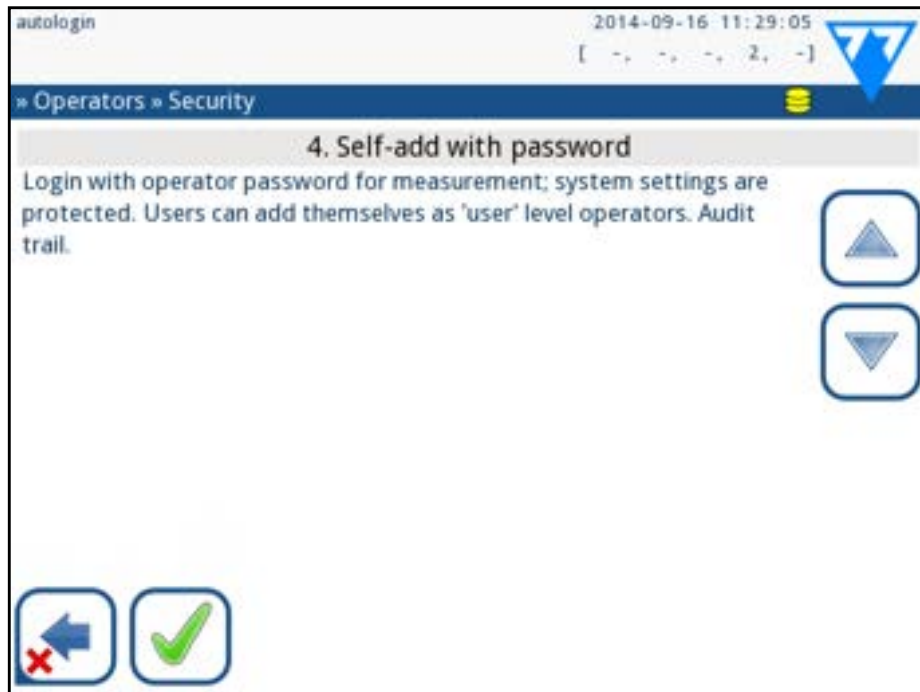 autologin
2014-09-16 11:29:05
[ -, -, -, 2, -]
» Operators » Security
4. Self-add with password
Login with operator password for measurement; system settings are
protected. Users can add themselves as 'user' level operators. Audit
trail.